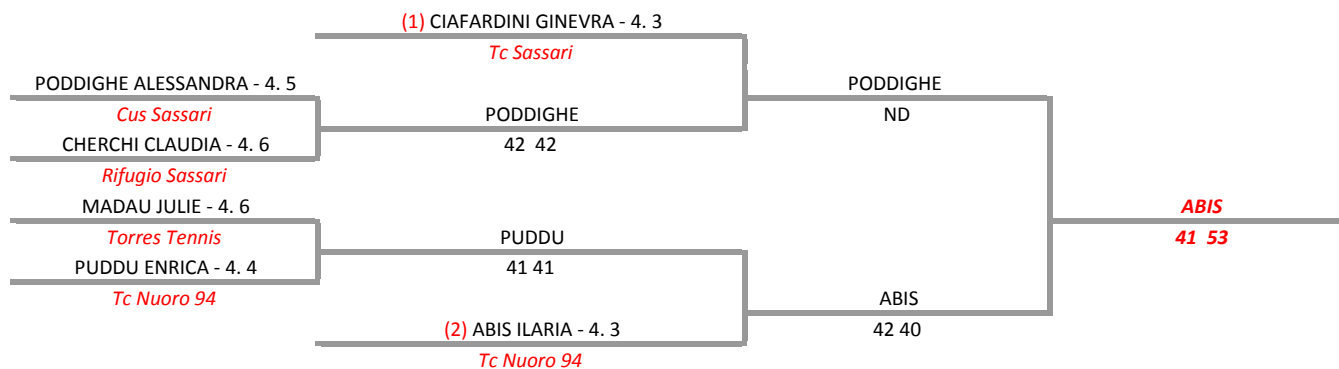 (1) CIAFARDINI GINEVRA - 4. 3
Tc Sassari
PODDIGHE ALESSANDRA - 4. 5
Cus Sassari
CHERCHI CLAUDIA - 4. 6
Rifugio Sassari
PODDIGHE
42 42
PODDIGHE
ND
MADAU JULIE - 4. 6
Torres Tennis
PUDDU ENRICA - 4. 4
Tc Nuoro 94
PUDDU
41 41
(2) ABIS ILARIA - 4. 3
Tc Nuoro 94
ABIS
42 40
ABIS
41 53